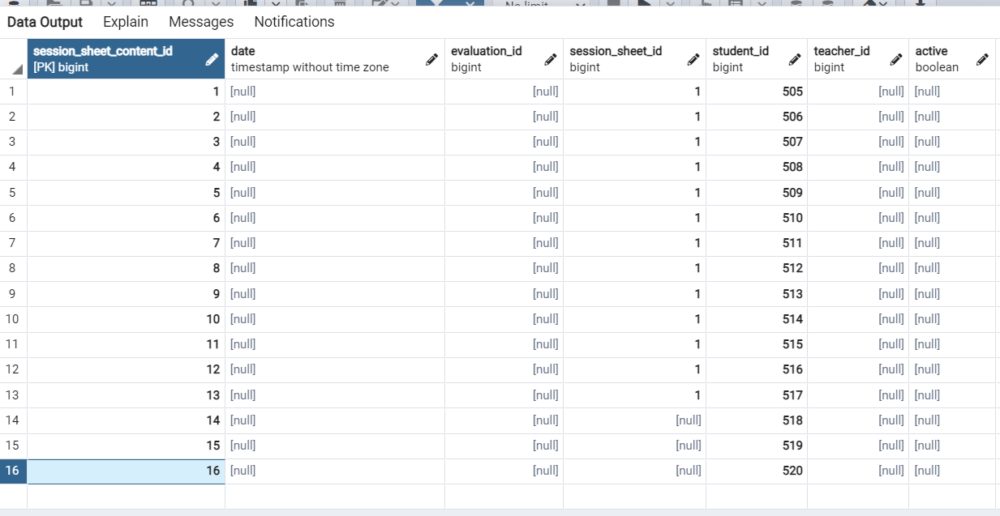 No limit
Data Output Explain Messages Notifications
session_sheet_content_id date evaluation_id session_sheet_id student_id teacher_id active
[PK] bigint timestamp without time zone bigint bigint bigint bigint boolean
1 1 [null] [null] 1 505 [null] [null]
2 2 [null] [null] 1 506 [null] [null]
3 3 [null] [null] 1 507 [null] [null]
4 4 [null] [null] 1 508 [null] [null]
5 5 [null] [null] 1 509 [null] [null]
6 6 [null] [null] 1 510 [null] [null]
7 7 [null] [null] 1 511 [null] [null]
8 8 [null] [null] 1 512 [null] [null]
9 9 [null] [null] 1 513 [null] [null]
10 10 [null] [null] 1 514 [null] [null]
11 11 [null] [null] 1 515 [null] [null]
12 12 [null] [null] 1 516 [null] [null]
13 13 [null] [null] 1 517 [null] [null]
14 14 [null] [null] [null] 518 [null] [null]
15 15 [null] [null] [null] 519 [null] [null]
16 16 [null] [null] [null] 520 [null] [null]